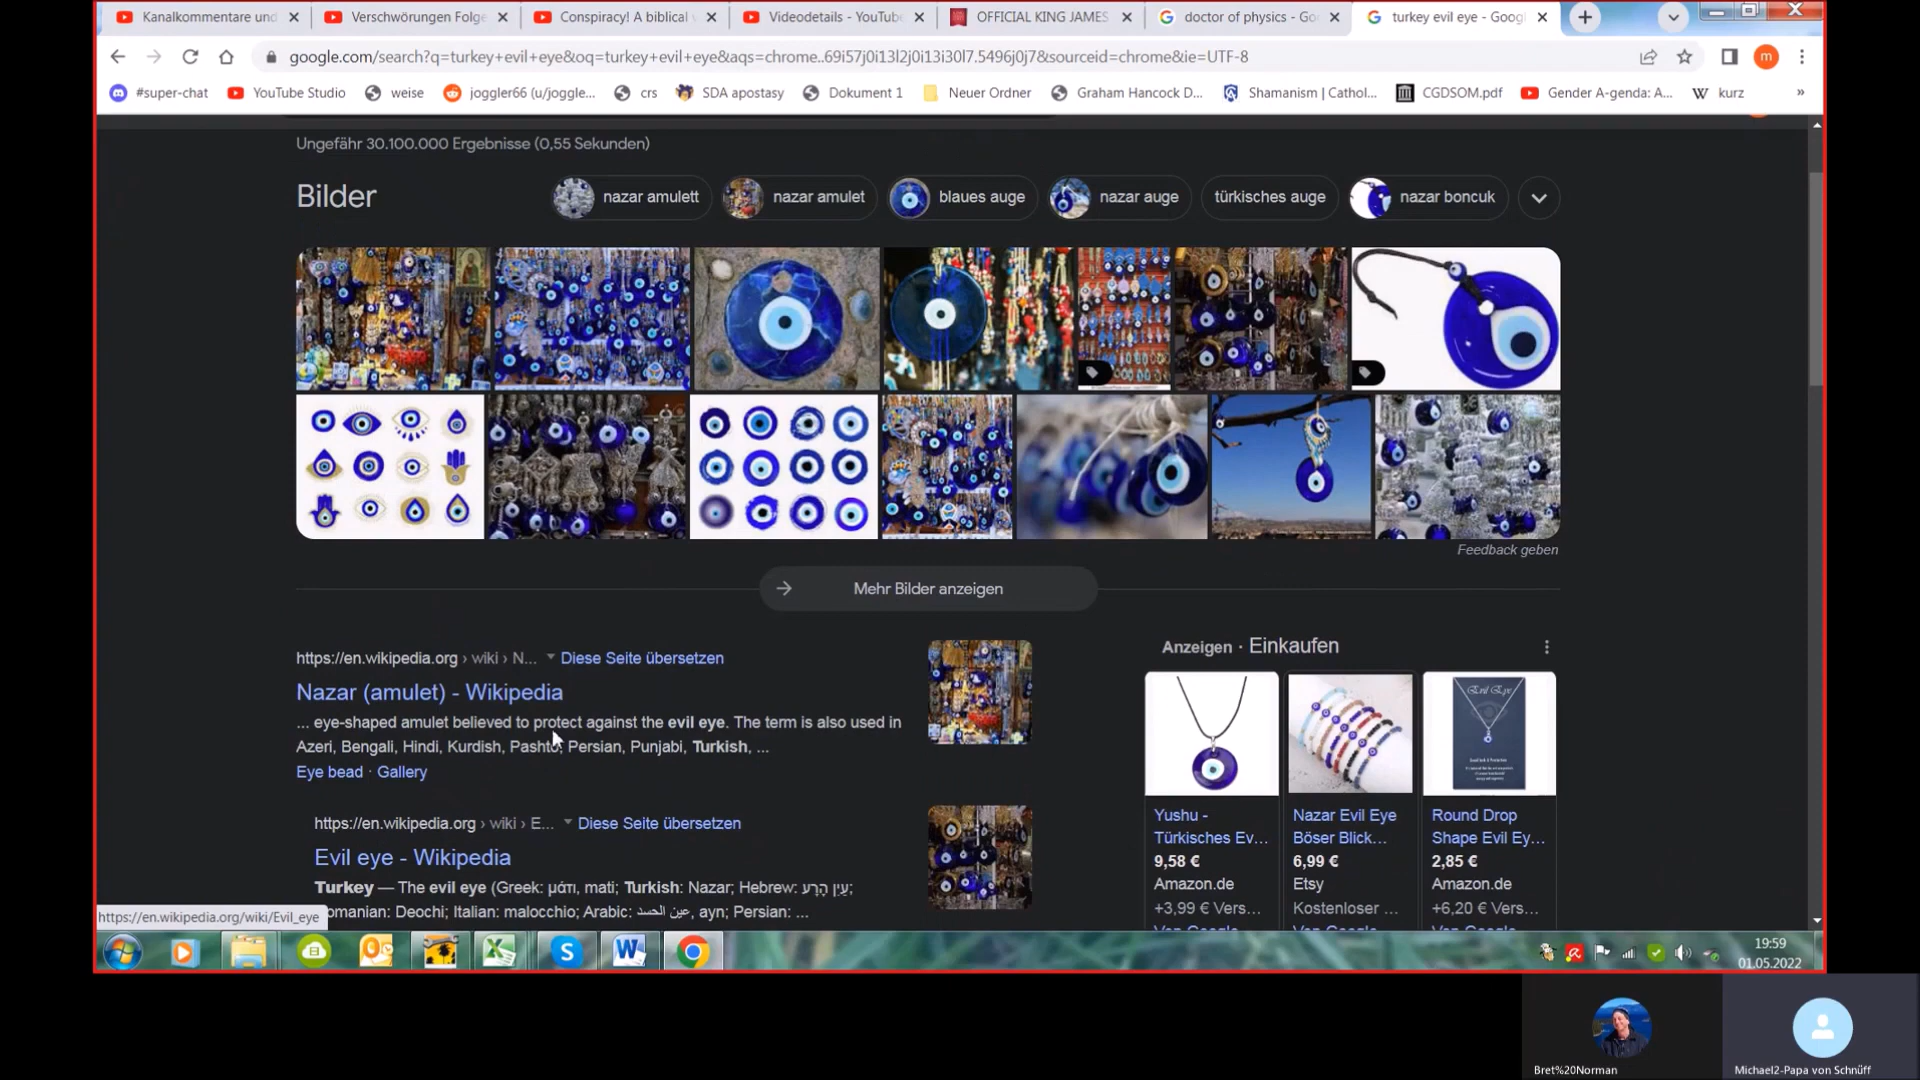 Kanalkommentare und
Verschwörungen Folge
Conspiracy! A biblical
Videodetails - YouTube
OFFICIAL KING JAMES
doctor of physics - Go
turkey evil eye - Goog
google.com/search?q=turkey+evil+eye&oq=turkey+evil+eye&aqs=chrome..69i57j0i13l2j0i13i30l7.5496j0j7&sourceid=chrome&ie=UTF-8
m
#super-chat
YouTube Studio
weise
joggler66 (u/joggle...
crs
SDA apostasy
Dokument 1
Neuer Ordner
Graham Hancock D...
Shamanism | Cathol...
CGDSOM.pdf
Gender A-genda: A...
W kurz
»
Ungefähr 30.100.000 Ergebnisse (0,55 Sekunden)
Bilder
nazar amulett
nazar amulet
blaues auge
nazar auge
türkisches auge
nazar boncuk
Feedback geben
Mehr Bilder anzeigen
https://en.wikipedia.org › wiki › N... Diese Seite übersetzen
Nazar (amulet) - Wikipedia
... eye-shaped amulet believed to protect against the evil eye. The term is also used in
Azeri, Bengali, Hindi, Kurdish, Pashto, Persian, Punjabi, Turkish, ...
Eye bead · Gallery
https://en.wikipedia.org › wiki › E... Diese Seite übersetzen
Evil eye - Wikipedia
Turkey — The evil eye (Greek: μάτι, mati; Turkish: Nazar; Hebrew: עַיִן הָרָע;
omanian: Deochi; Italian: malocchio; Arabic: عين الحسد, ayn; Persian: ...
https://en.wikipedia.org/wiki/Evil_eye
Anzeigen · Einkaufen
Evil Eye
Yushu -
Türkisches Ev...
9,58 €
Amazon.de
+3,99 € Vers...
Von Google
Nazar Evil Eye
Böser Blick...
6,99 €
Etsy
Kostenloser ...
Von Google
Round Drop
Shape Evil Ey...
2,85 €
Amazon.de
+6,20 € Vers...
Von Google
19:59
01.05.2022
Bret%20Norman
Michael2-Papa von Schnüff